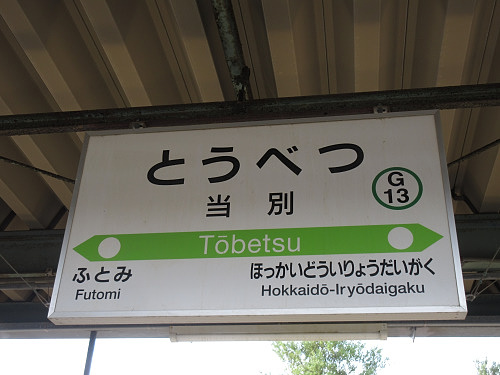 とうべつ
当別
G
13
Tōbetsu
ふとみ
Futomi
ほっかいどういりょうだいがく
Hokkaidō-Iryōdaigaku